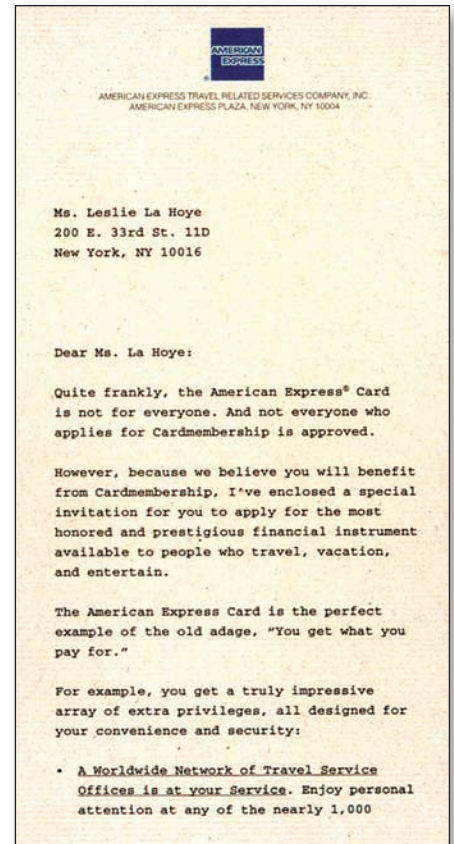 AMERICAN
EXPRESS
®
AMERICAN EXPRESS TRAVEL RELATED SERVICES COMPANY, INC.
AMERICAN EXPRESS PLAZA, NEW YORK, NY 10004
Ms. Leslie La Hoye
200 E. 33rd St. 11D
New York, NY 10016
Dear Ms. La Hoye:
Quite frankly, the American Express® Card
is not for everyone. And not everyone who
applies for Cardmembership is approved.
However, because we believe you will benefit
from Cardmembership, I've enclosed a special
invitation for you to apply for the most
honored and prestigious financial instrument
available to people who travel, vacation,
and entertain.
The American Express Card is the perfect
example of the old adage, "You get what you
pay for."
For example, you get a truly impressive
array of extra privileges, all designed for
your convenience and security:
• A Worldwide Network of Travel Service
Offices is at your Service. Enjoy personal
attention at any of the nearly 1,000